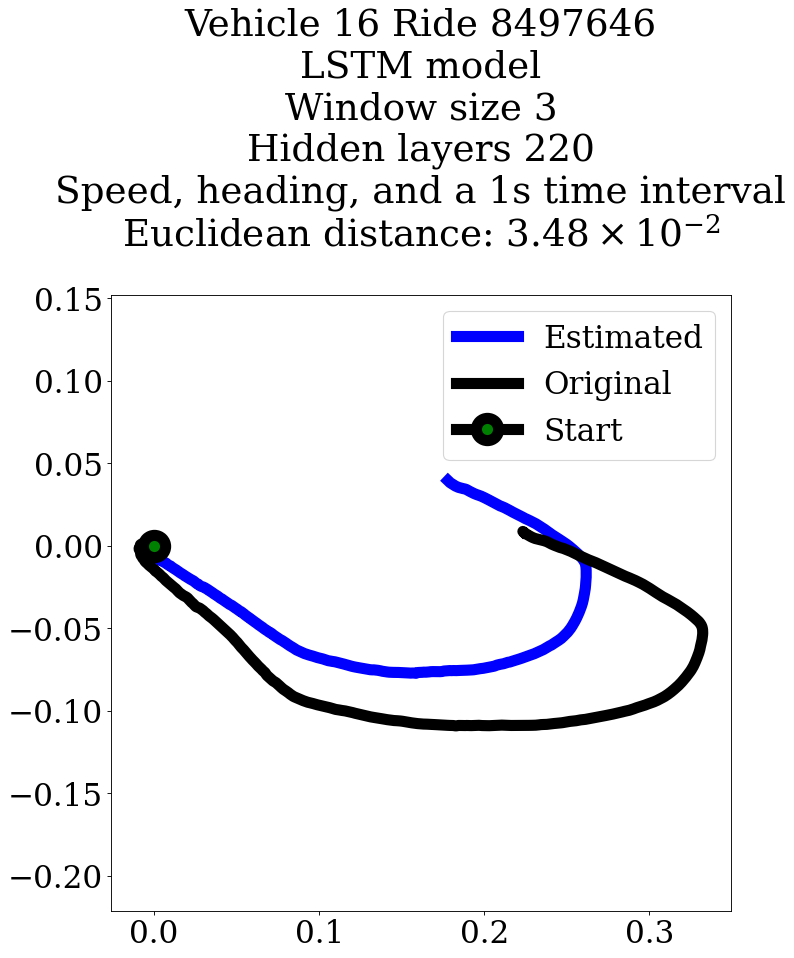 Vehicle 16 Ride 8497646
LSTM model
Window size 3
Hidden layers 220
Speed, heading, and a 1s time interval
Euclidean distance: 3.48 × 10⁻²
Estimated
Original
Start
0.15
0.10
0.05
0.00
−0.05
−0.10
−0.15
−0.20
0.0 0.1 0.2 0.3